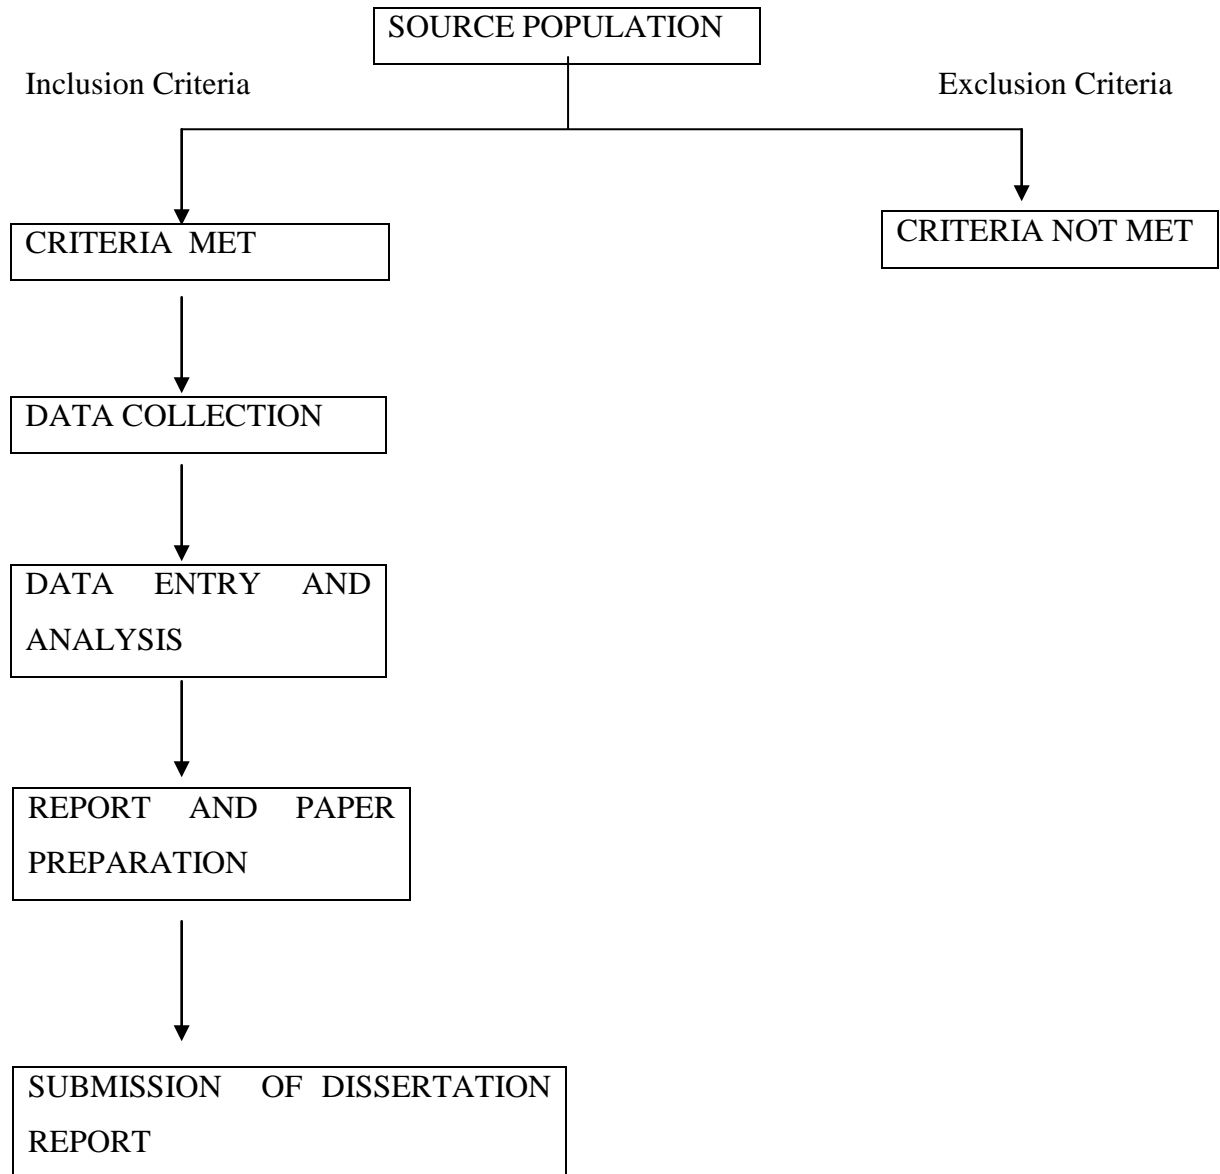 SOURCE POPULATION
Inclusion Criteria
Exclusion Criteria
CRITERIA MET
CRITERIA NOT MET
DATA COLLECTION
DATA ENTRY AND
ANALYSIS
REPORT AND PAPER
PREPARATION
SUBMISSION OF DISSERTATION
REPORT